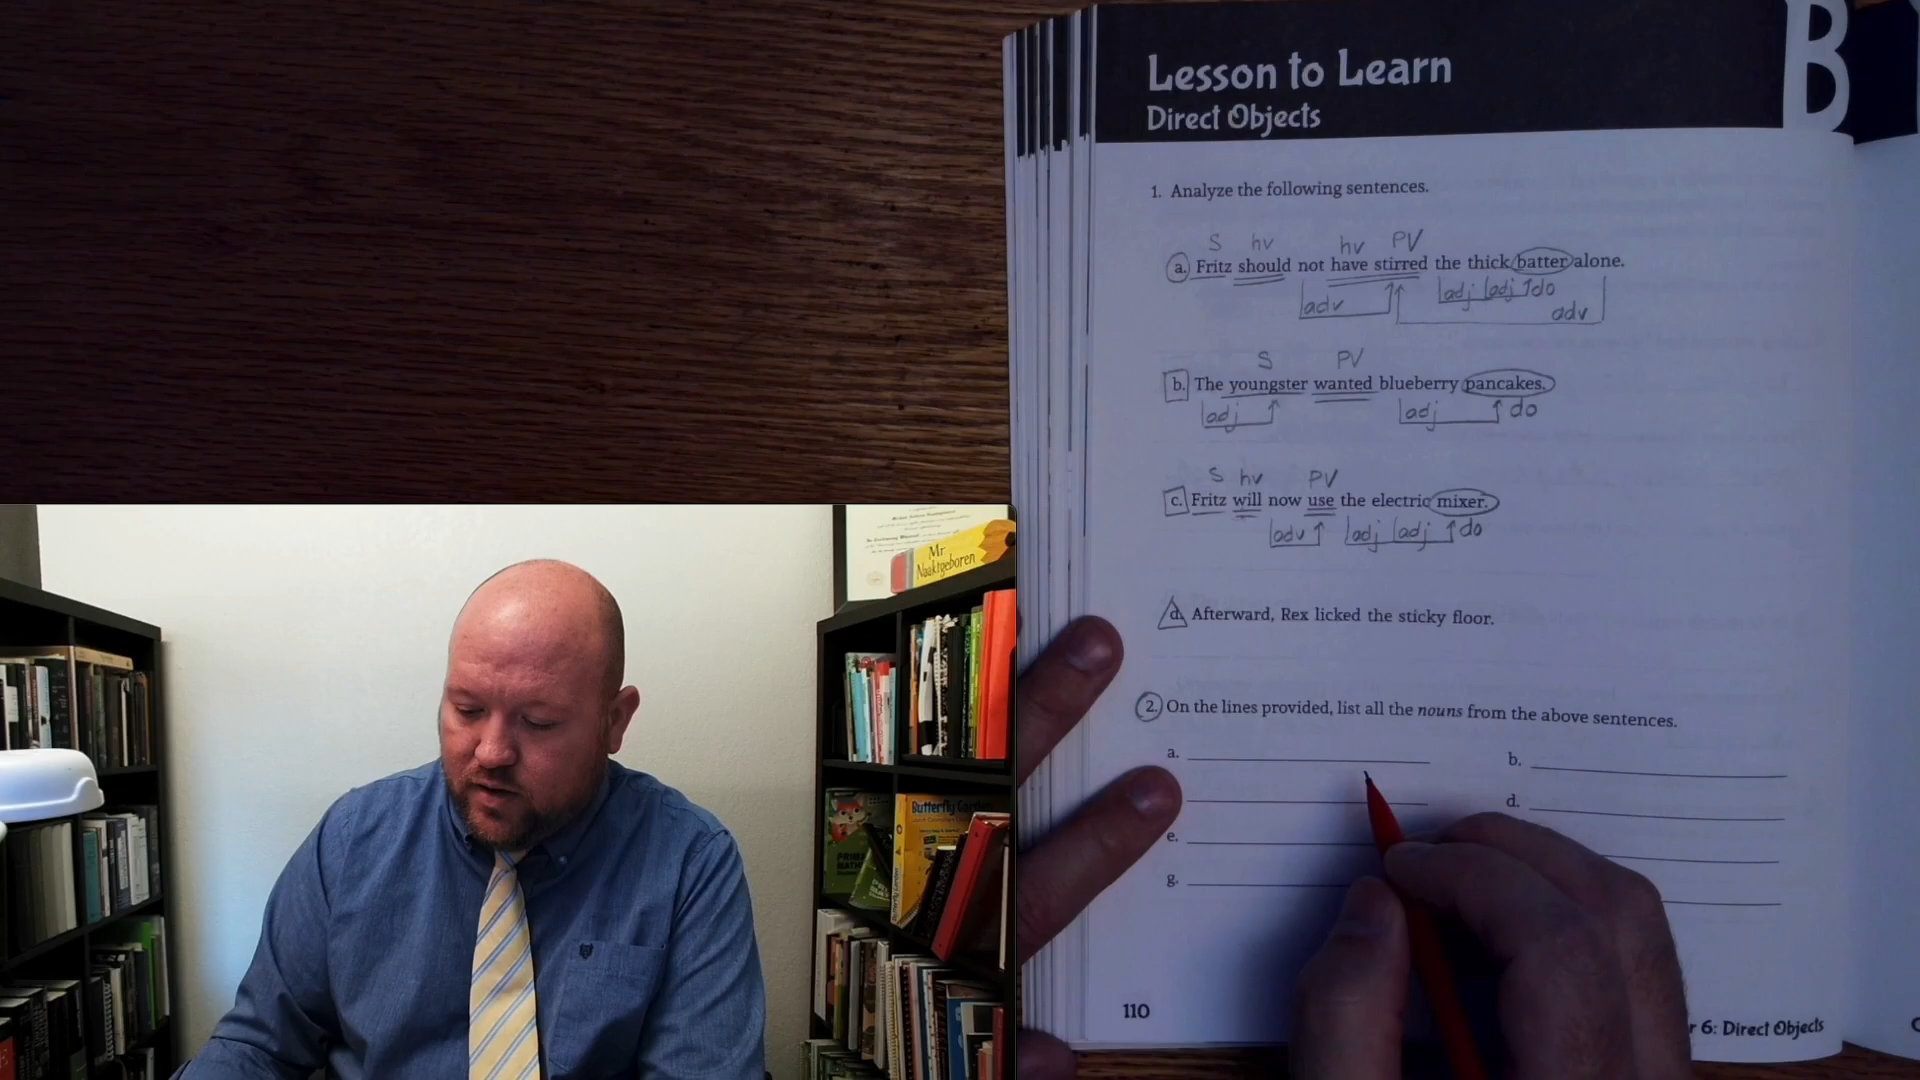 Lesson to Learn
Direct Objects
B
1. Analyze the following sentences.
S hv hv PV
a. Fritz should not have stirred the thick batter alone.
adv adj adj do
adv
S PV
b. The youngster wanted blueberry pancakes.
adj adj do
S hv PV
c. Fritz will now use the electric mixer.
adv adj adj do
d. Afterward, Rex licked the sticky floor.
2. On the lines provided, list all the nouns from the above sentences.
a. b.
d.
e.
g.
110
r 6: Direct Objects
Mr.
Naaktgeboren
Butterfly Garden